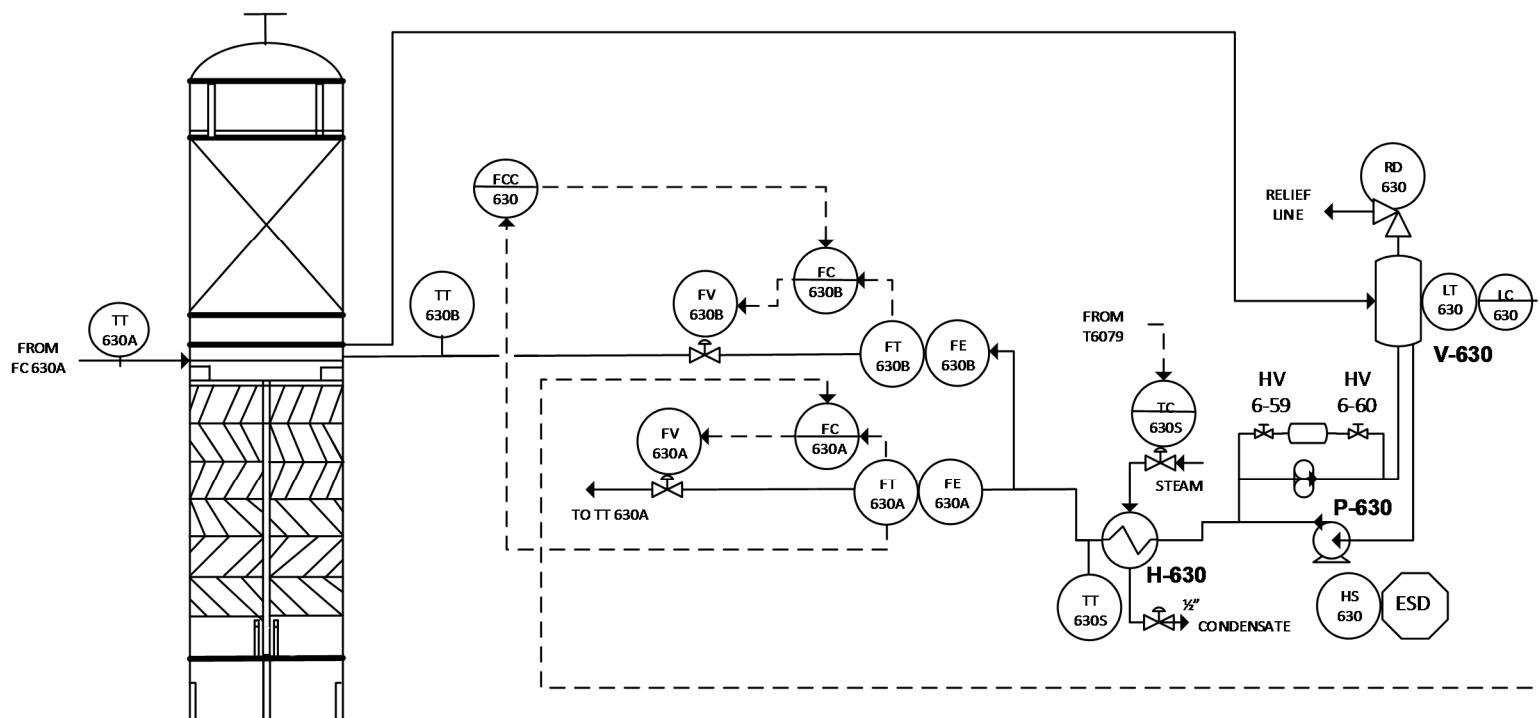 RD
630
RELIEF
LINE
FCC
630
FC
630B
TT
630B
FV
630B
LT
630
LC
630
TT
630A
FROM
FC 630A
FROM
T6079
V-630
FT
630B
FE
630B
HV
6-59
HV
6-60
TC
630S
FV
630A
FC
630A
STEAM
FT
630A
FE
630A
TO TT 630A
P-630
H-630
TT
630S
½"
CONDENSATE
HS
630
ESD